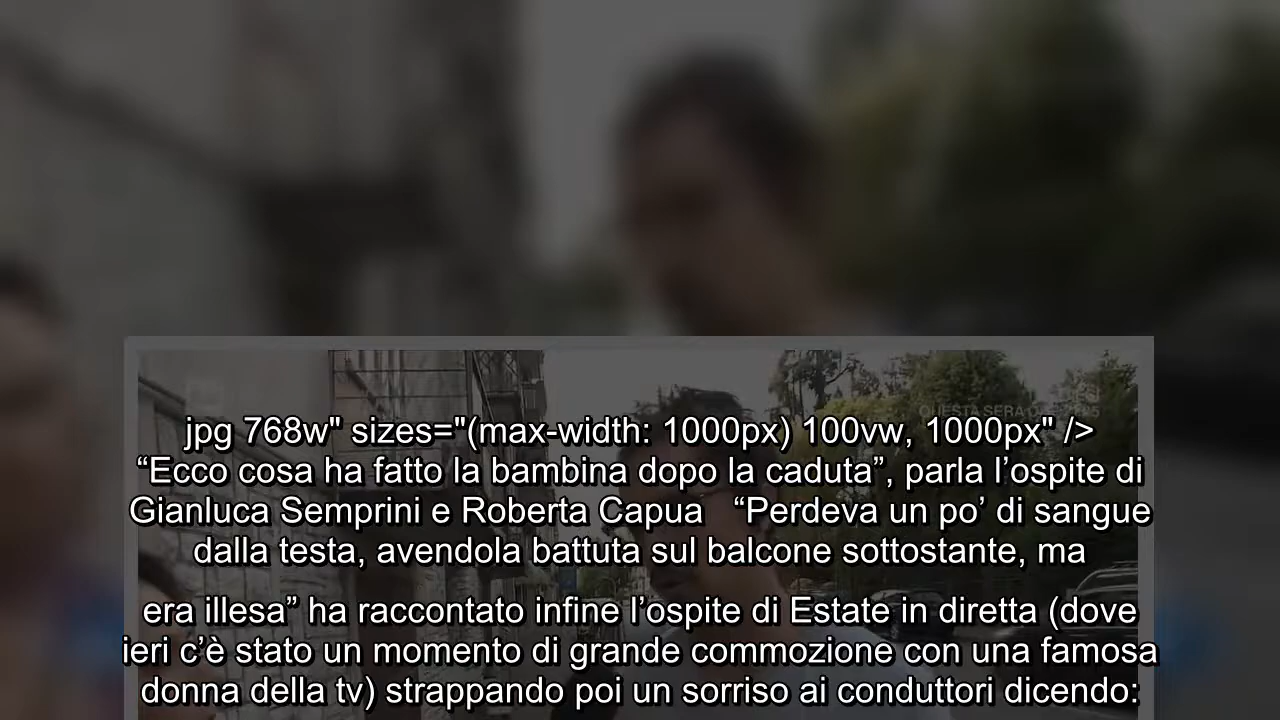 QUESTA SERA O
jpg 768w" sizes="(max-width: 1000px) 100vw, 1000px" />
“Ecco cosa ha fatto la bambina dopo la caduta”, parla l’ospite di
Gianluca Semprini e Roberta Capua “Perdeva un po’ di sangue
dalla testa, avendola battuta sul balcone sottostante, ma
era illesa” ha raccontato infine l’ospite di Estate in diretta (dove
ieri c’è stato un momento di grande commozione con una famosa
donna della tv) strappando poi un sorriso ai conduttori dicendo: